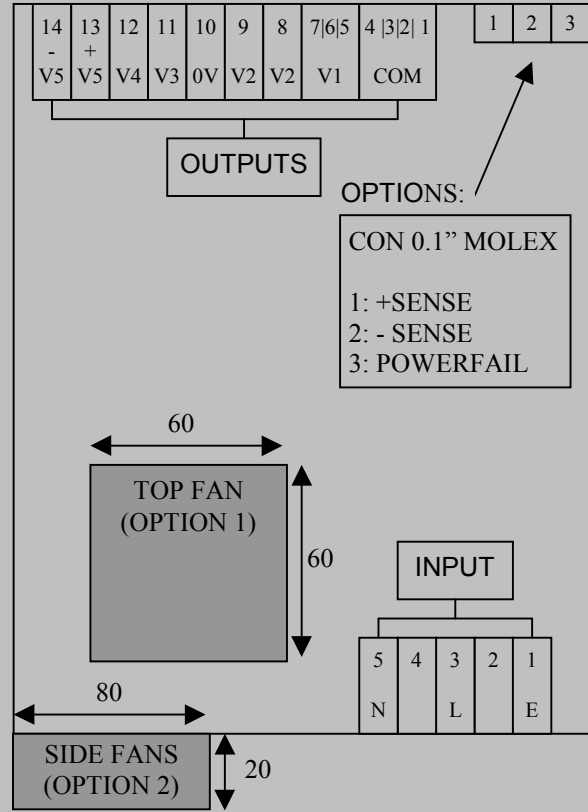 14 13 12 11 10 9 8 7|6|5 4 |3|2| 1
- +
V5 V5 V4 V3 0V V2 V2 V1 COM
1 2 3
OUTPUTS
OPTIONS:
CON 0.1” MOLEX
1: +SENSE
2: - SENSE
3: POWERFAIL
60
TOP FAN
(OPTION 1)
60
INPUT
5 4 3 2 1
N L E
80
SIDE FANS
(OPTION 2)
20